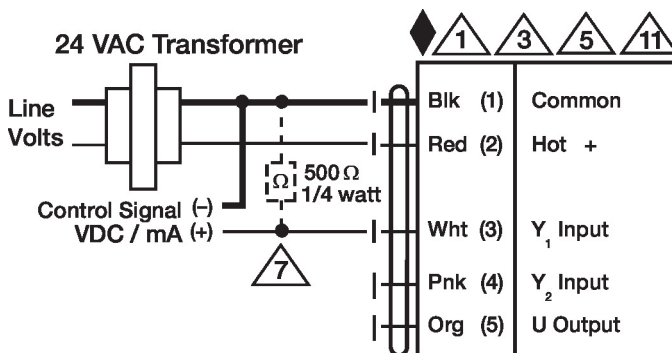 24 VAC Transformer
1 3 5 11
Line
Volts
Blk (1) Common
Red (2) Hot +
Ω 500 Ω
1/4 watt
Control Signal (–)
VDC / mA (+)
Wht (3) Y1 Input
7
Pnk (4) Y2 Input
Org (5) U Output